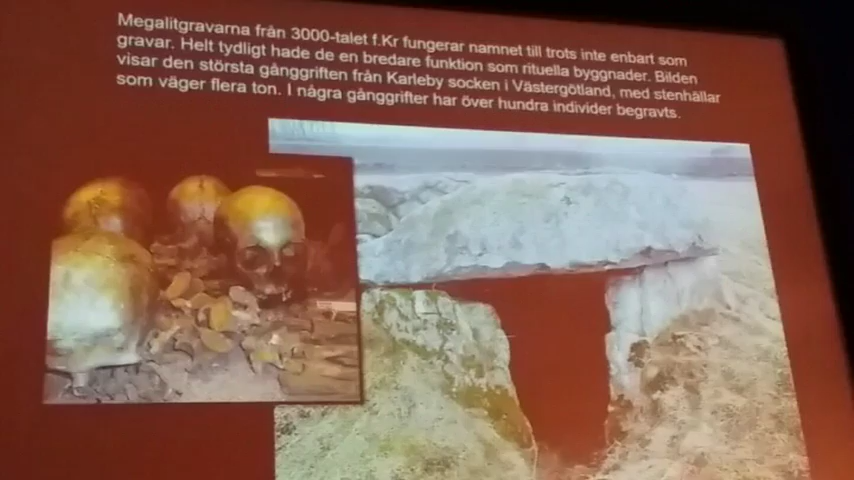 Megalitgravarna från 3000-talet f.Kr fungerar namnet till trots inte enbart som
gravar. Helt tydligt hade de en bredare funktion som rituella byggnader. Bilden
visar den största gånggriften från Karleby socken i Västergötland, med stenhällar
som väger flera ton. I några gånggrifter har över hundra individer begravts.